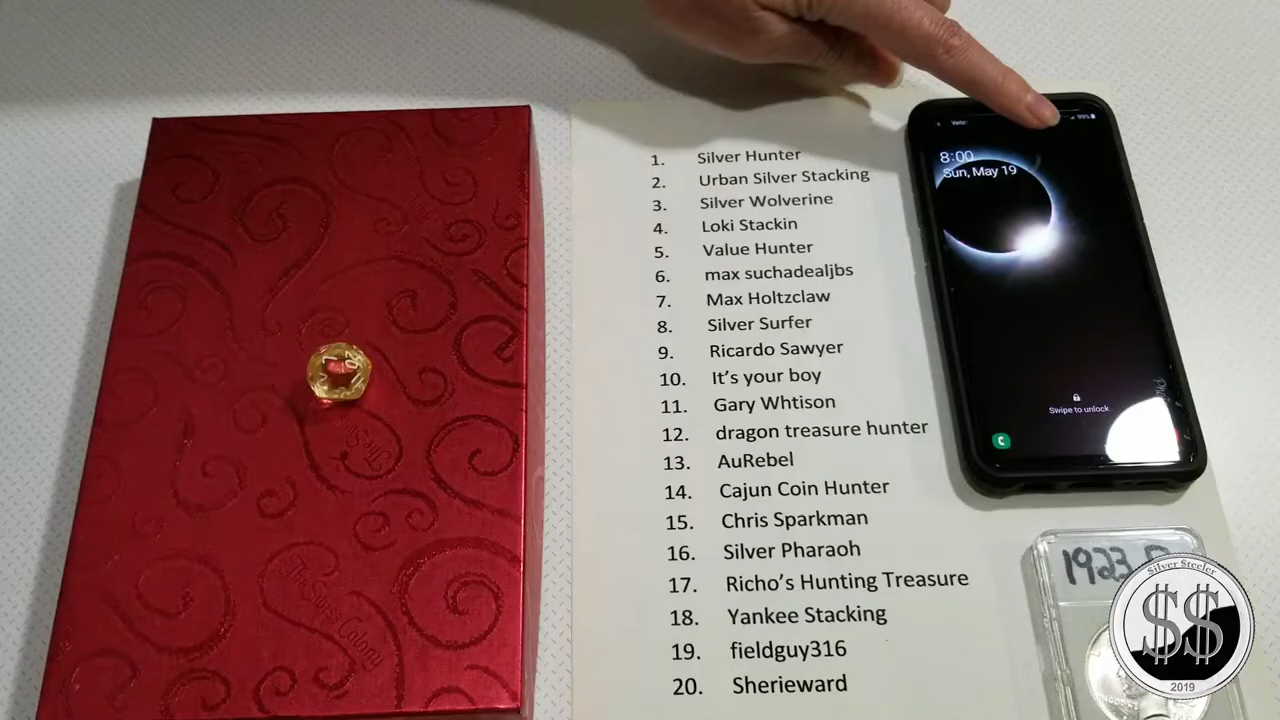 1. Silver Hunter
2. Urban Silver Stacking
3. Silver Wolverine
4. Loki Stackin
5. Value Hunter
6. max suchadealjbs
7. Max Holtzclaw
8. Silver Surfer
9. Ricardo Sawyer
10. It's your boy
11. Gary Whtison
12. dragon treasure hunter
13. AuRebel
14. Cajun Coin Hunter
15. Chris Sparkman
16. Silver Pharaoh
17. Richo's Hunting Treasure
18. Yankee Stacking
19. fieldguy316
20. Sherieward
99%
8:00
Sun, May 19
Swipe to unlock
The Swiss Colony
1923
Silver Steeler
$$
2019